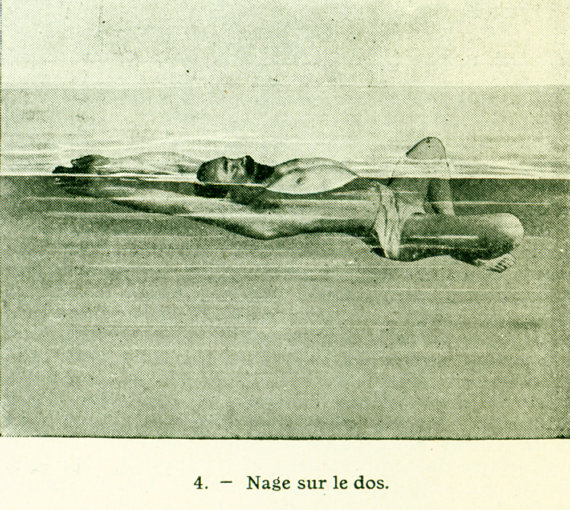 4. — Nage sur le dos.